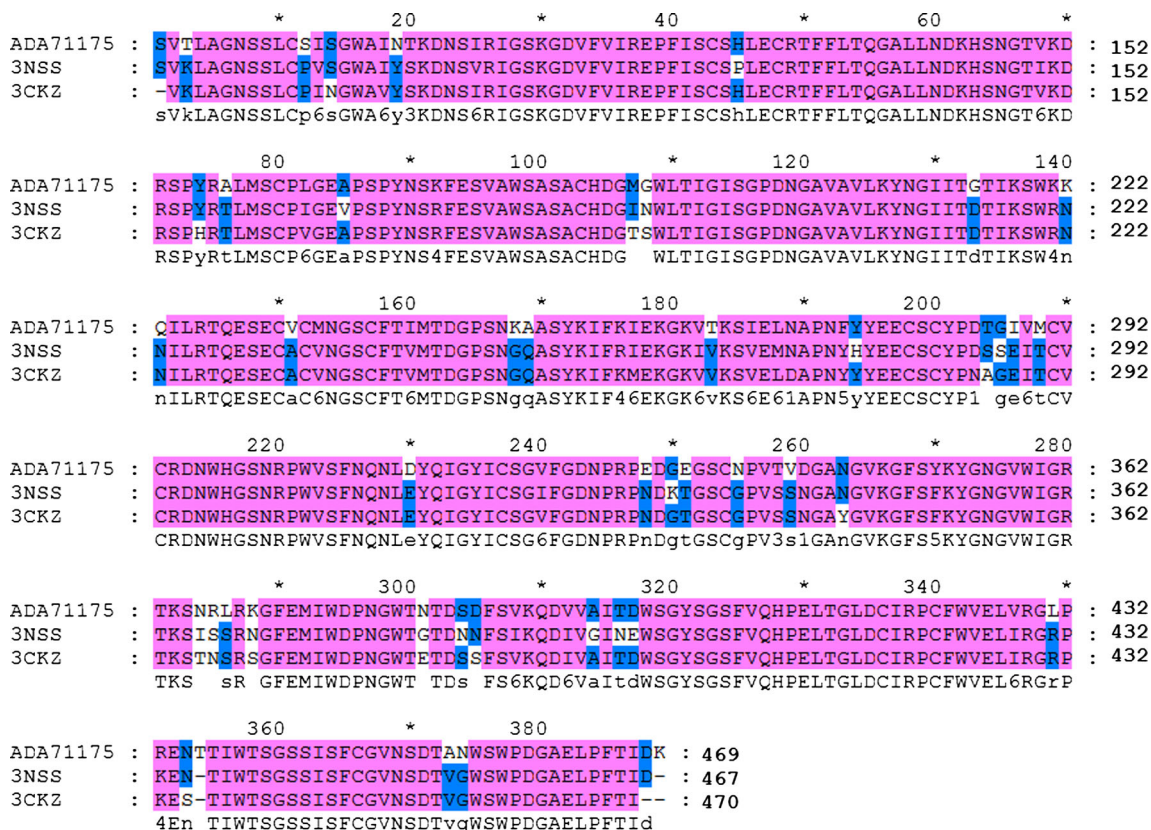 * 20 * 40 * 60 *
ADA71175 : SVTLAGNSSLCSISGWAINTKDNSIRIGSKGDVFVIREPFISCSHLECRTFFLTQGALLNDKHSNGTVKD : 152
3NSS : SVKLAGNSSLCPVSGWAIYSKDNSVRIGSKGDVFVIREPFISCSPLECRTFFLTQGALLNDKHSNGTIKD : 152
3CKZ : -VKLAGNSSLCPINGWAVYSKDNSIRIGSKGDVFVIREPFISCSHLECRTFFLTQGALLNDKHSNGTVKD : 152
sVkLAGNSSLCp6sGWA6y3KDNS6RIGSKGDVFVIREPFISCShLECRTFFLTQGALLNDKHSNGT6KD
80 * 100 * 120 * 140
ADA71175 : RSPYRALMSCPLGEAPSPYNSKFESVAWSASACHDGMGWLTIGISGPDNGAVAVLKYNGIITGTIKSWKK : 222
3NSS : RSPYRTLMSCPIGEVPSPYNSRFESVAWSASACHDGINWLTIGISGPDNGAVAVLKYNGIITDTIKSWRN : 222
3CKZ : RSPHRTLMSCPVGEAPSPYNSRFESVAWSASACHDGTSWLTIGISGPDNGAVAVLKYNGIITDTIKSWRN : 222
RSPyRtLMSCP6GEaPSPYNS4FESVAWSASACHDG  WLTIGISGPDNGAVAVLKYNGIITdTIKSW4n
* 160 * 180 * 200 *
ADA71175 : QILRTQESECVCMNGSCFTIMTDGPSNKAASYKIFKIEKGKVTKSIELNAPNFYYEECSCYPDTGIVMCV : 292
3NSS : NILRTQESECACVNGSCFTVMTDGPSNGQASYKIFRIEKGKIVKSVEMNAPNYHYEECSCYPDSSEITCV : 292
3CKZ : NILRTQESECACVNGSCFTVMTDGPSNGQASYKIFKMEKGKVVKSVELDAPNYYYEECSCYPNAGEITCV : 292
nILRTQESECaC6NGSCFT6MTDGPSNgqASYKIF46EKGK6vKS6E61APN5yYEECSCYP1 ge6tCV
220 * 240 * 260 * 280
ADA71175 : CRDNWHGSNRPWVSFNQNLDYQIGYICSGVFGDNPRPEDGEGSCNPVTVDGANGVKGFSYKYGNGVWIGR : 362
3NSS : CRDNWHGSNRPWVSFNQNLEYQIGYICSGIFGDNPRPNDKTGSCGPVSSNGANGVKGFSFKYGNGVWIGR : 362
3CKZ : CRDNWHGSNRPWVSFNQNLEYQIGYICSGVFGDNPRPNDGTGSCGPVSSNGAYGVKGFSFKYGNGVWIGR : 362
CRDNWHGSNRPWVSFNQNLeYQIGYICSG6FGDNPRPnDgtGSCgPV3s1GAnGVKGFS5KYGNGVWIGR
* 300 * 320 * 340 *
ADA71175 : TKSNRLRKGFEMIWDPNGWTNTDSDFSVKQDVVAITDWSGYSGSFVQHPELTGLDCIRPCFWVELVRGLP : 432
3NSS : TKSISSRNGFEMIWDPNGWTGTDNNFSIKQDIVGINEWSGYSGSFVQHPELTGLDCIRPCFWVELIRGRP : 432
3CKZ : TKSTNSRSGFEMIWDPNGWTETDSSFSVKQDIVAITDWSGYSGSFVQHPELTGLDCIRPCFWVELIRGRP : 432
TKS  sR GFEMIWDPNGWT TDs FS6KQD6VaItdWSGYSGSFVQHPELTGLDCIRPCFWVEL6RGrP
360 * 380
ADA71175 : RENTTIWTSGSSISFCGVNSDTANWSWPDGAELPFTIDK : 469
3NSS : KEN-TIWTSGSSISFCGVNSDTVGWSWPDGAELPFTID- : 467
3CKZ : KES-TIWTSGSSISFCGVNSDTVGWSWPDGAELPFTI-- : 470
4En TIWTSGSSISFCGVNSDTvgWSWPDGAELPFTId